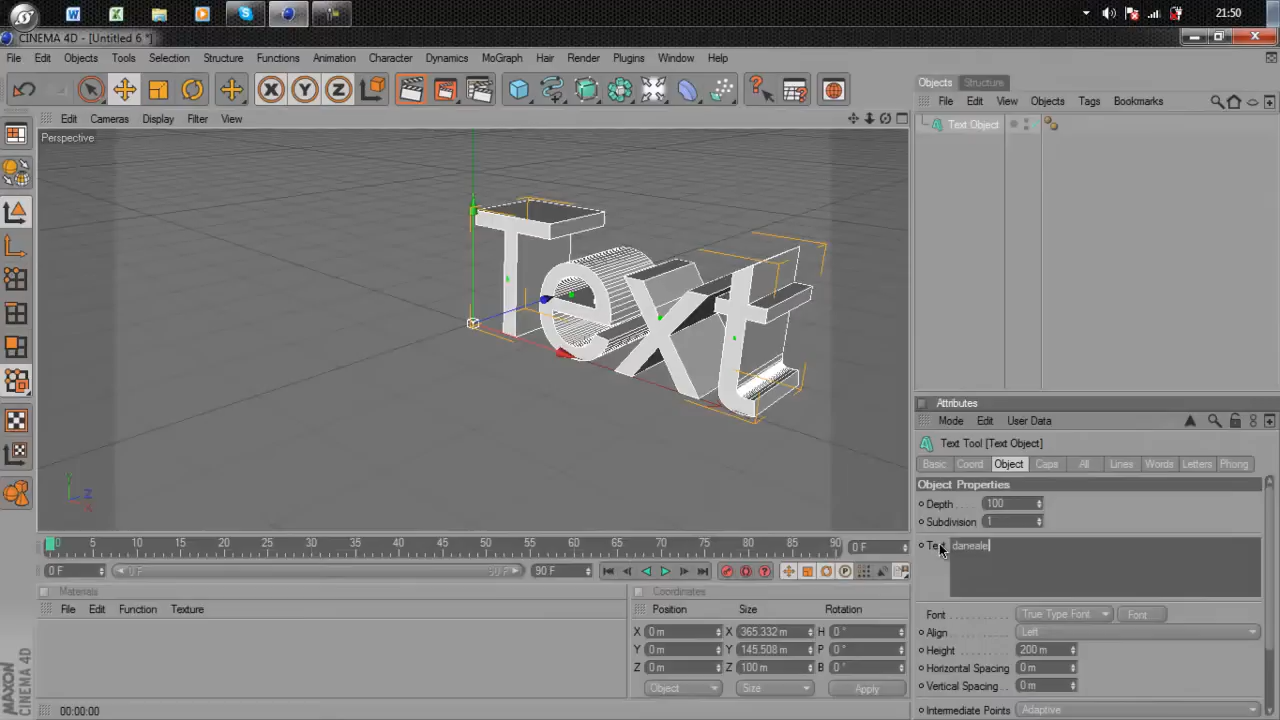 21:50
CINEMA 4D - [Untitled 6 *]
File Edit Objects Tools Selection Structure Functions Animation Character Dynamics MoGraph Hair Render Plugins Window Help
Edit Cameras Display Filter View
Perspective
Text
Y Z X
Objects Structure
File Edit View Objects Tags Bookmarks
Text Object
Attributes
Mode Edit User Data
Text Tool [Text Object]
Basic Coord Object Caps All Lines Words Letters Phong
Object Properties
Depth 100
Subdivision 1
Text daneale
Font True Type Font Font
Align Left
Height 200 m
Horizontal Spacing 0 m
Vertical Spacing 0 m
Intermediate Points Adaptive
0 5 10 15 20 25 30 35 40 45 50 55 60 65 70 75 80 85 90 0 F
0 F 0 F 90 F 90 F
Materials
File Edit Function Texture
Coordinates
Position Size Rotation
X 0 m X 365.332 m H 0 °
Y 0 m Y 145.508 m P 0 °
Z 0 m Z 100 m B 0 °
Object Size Apply
MAXON CINEMA 4D
00:00:00